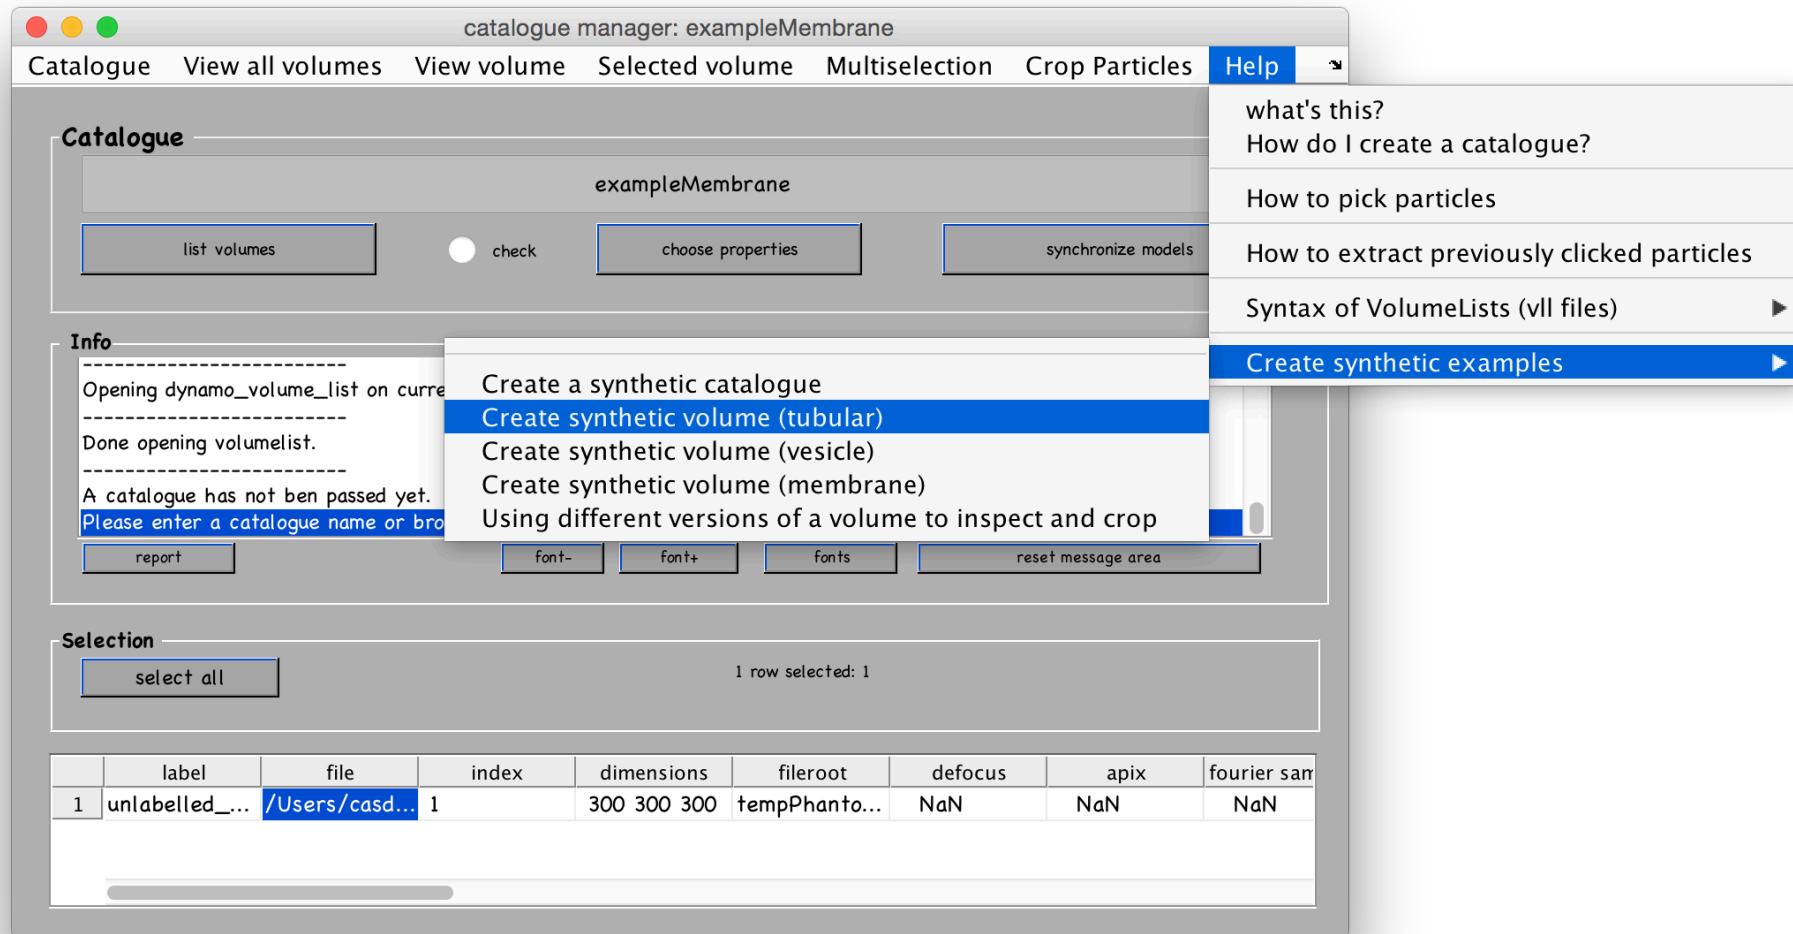 catalogue manager: exampleMembrane
Catalogue View all volumes View volume Selected volume Multiselection Crop Particles Help
what's this?
How do I create a catalogue?
How to pick particles
How to extract previously clicked particles
Syntax of VolumeLists (vll files)
Create synthetic examples
Catalogue
exampleMembrane
list volumes check choose properties synchronize models
Info
--------------------------
Opening dynamo_volume_list on curre
--------------------------
Done opening volumelist.
--------------------------
A catalogue has not ben passed yet.
Please enter a catalogue name or bro
Create a synthetic catalogue
Create synthetic volume (tubular)
Create synthetic volume (vesicle)
Create synthetic volume (membrane)
Using different versions of a volume to inspect and crop
report font- font+ fonts reset message area
Selection
select all 1 row selected: 1
label file index dimensions fileroot defocus apix fourier sam
1 unlabelled_... /Users/casd... 1 300 300 300 tempPhanto... NaN NaN NaN